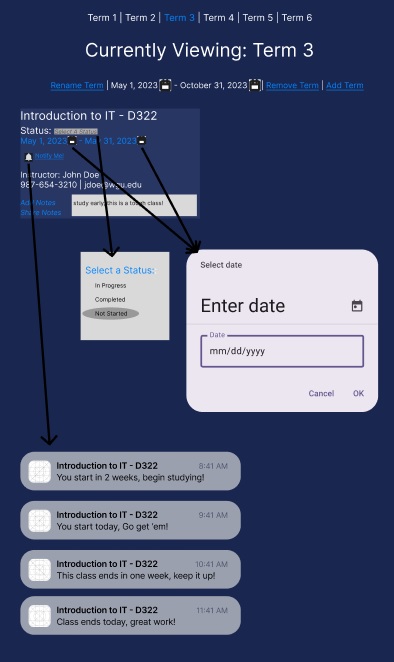 Term 1 | Term 2 | Term 3 | Term 4 | Term 5 | Term 6
Currently Viewing: Term 3
Rename Term | May 1, 2023 - October 31, 2023 | Remove Term | Add Term
Introduction to IT - D322
Status:
May 1, 2023 - May 31, 2023
Notify Me!
Instructor: John Doe
987-654-3210 | jdoe@wgu.edu
Add Notes
Share Notes
study early, this is a tough class!
Select a Status:
In Progress
Completed
Not Started
Select date
Enter date
Date
mm/dd/yyyy
Cancel OK
Introduction to IT - D322 8:41 AM
You start in 2 weeks, begin studying!
Introduction to IT - D322 9:41 AM
You start today, Go get 'em!
Introduction to IT - D322 10:41 AM
This class ends in one week, keep it up!
Introduction to IT - D322 11:41 AM
Class ends today, great work!